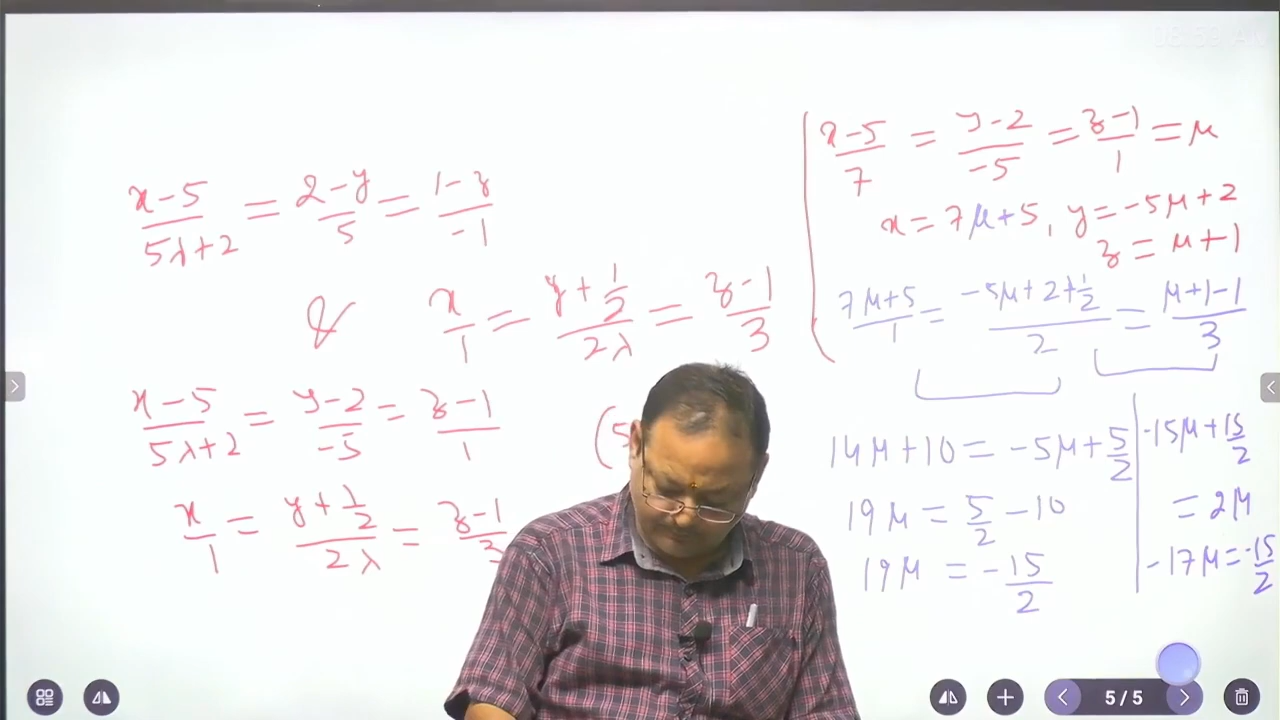 (x-5)/(5λ+2) = (2-y)/5 = (1-z)/-1
& x/1 = (y+1/2)/2λ = (z-1)/3
(x-5)/(5λ+2) = (y-2)/-5 = (z-1)/1
(5
x/1 = (y+1/2)/2λ = (z-1)/3
(x-5)/7 = (y-2)/-5 = (z-1)/1 = μ
x = 7μ+5, y = -5μ+2
z = μ+1
(7μ+5)/1 = (-5μ+2+1/2)/2 = (μ+1-1)/3
14μ+10 = -5μ+5/2
19μ = 5/2-10
19μ = -15/2
-15μ+15/2
= 2μ
-17μ = -15/2
5/5